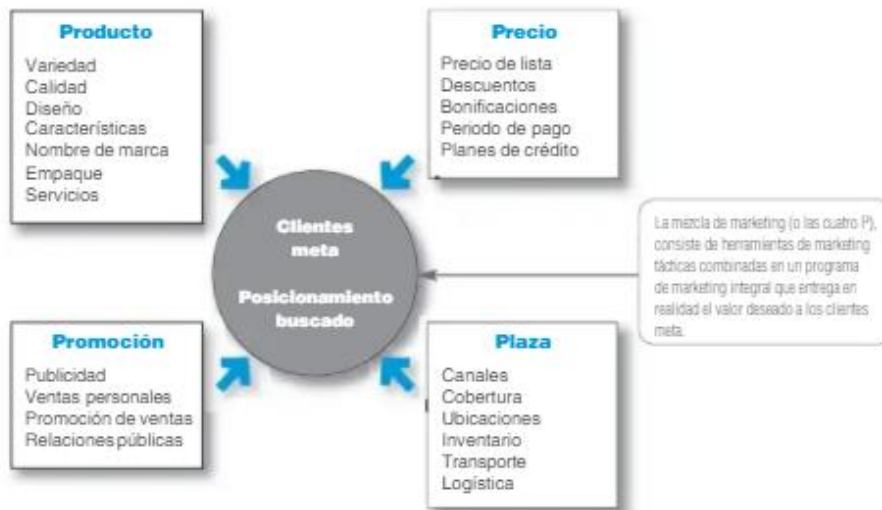 Producto
Variedad
Calidad
Diseño
Características
Nombre de marca
Empaque
Servicios
Precio
Precio de lista
Descuentos
Bonificaciones
Periodo de pago
Planes de crédito
Clientes
meta
Posicionamiento
buscado
La mezcla de marketing (o las cuatro P),
consiste de herramientas de marketing
tácticas combinadas en un programa
de marketing integral que entrega en
realidad el valor deseado a los clientes
meta.
Promoción
Publicidad
Ventas personales
Promoción de ventas
Relaciones públicas
Plaza
Canales
Cobertura
Ubicaciones
Inventario
Transporte
Logística